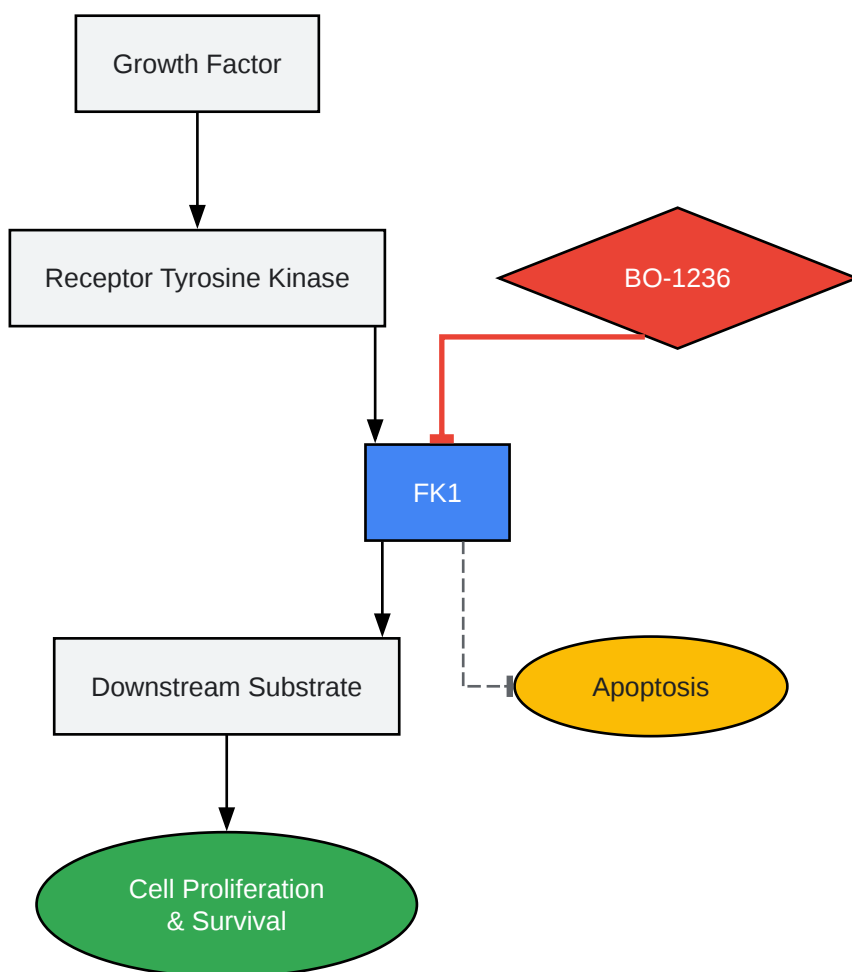 Growth Factor
Receptor Tyrosine Kinase
BO-1236
FK1
Downstream Substrate
Apoptosis
Cell Proliferation
& Survival